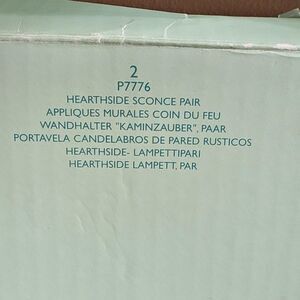 2
P7776
HEARTHSIDE SCONCE PAIR
APPLIQUES MURALES COIN DU FEU
WANDHALTER "KAMINZAUBER", PAAR
PORTAVELA CANDELABROS DE PARED RUSTICOS
HEARTHSIDE- LAMPETTIPARI
HEARTHSIDE LAMPETT, PAR